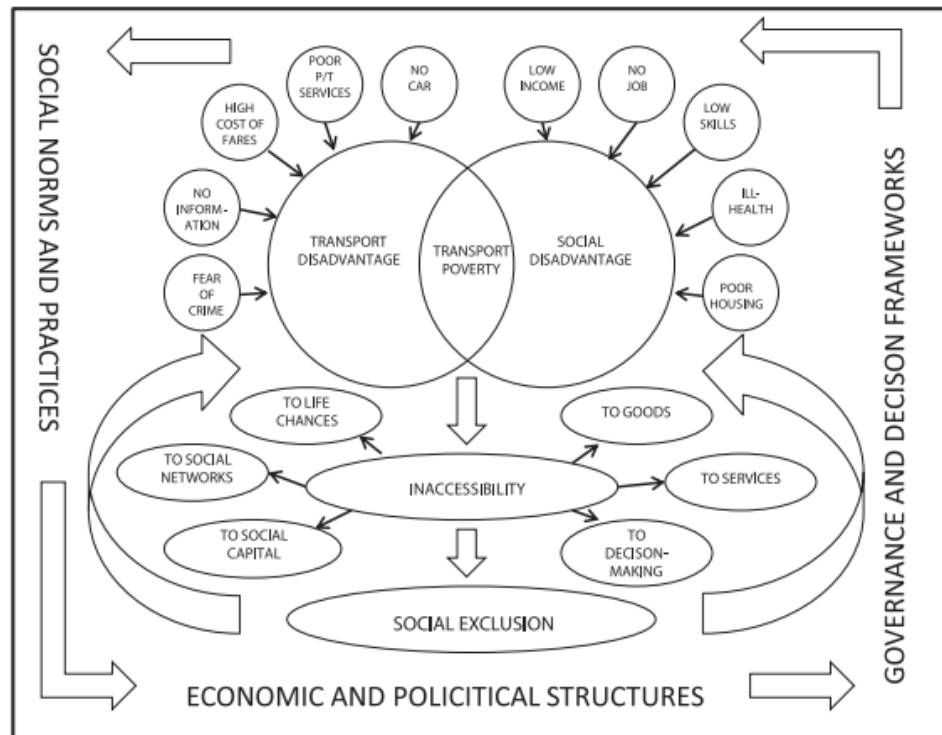 SOCIAL NORMS AND PRACTICES
POOR
P/T
SERVICES
NO
CAR
LOW
INCOME
NO
JOB
HIGH
COST OF
FARES
LOW
SKILLS
NO
INFORM-
ATION
ILL-
HEALTH
FEAR
OF
CRIME
POOR
HOUSING
TRANSPORT
DISADVANTAGE
TRANSPORT
POVERTY
SOCIAL
DISADVANTAGE
TO LIFE
CHANCES
TO GOODS
TO SOCIAL
NETWORKS
INACCESSIBILITY
TO SERVICES
TO SOCIAL
CAPITAL
TO
DECISON-
MAKING
SOCIAL EXCLUSION
ECONOMIC AND POLICITICAL STRUCTURES
GOVERNANCE AND DECISON FRAMEWORKS